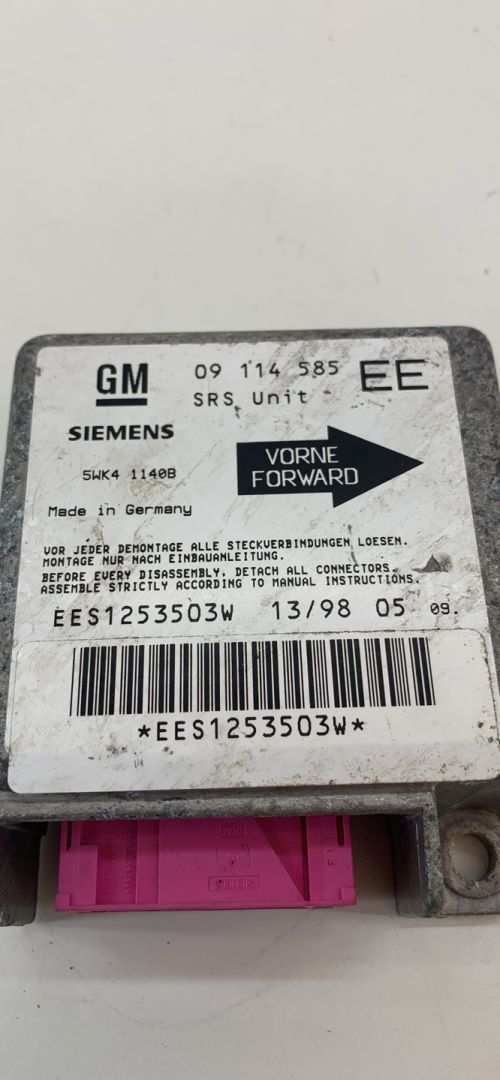 GM 09 114 585 EE
SRS Unit
SIEMENS
VORNE
FORWARD
5WK4 1140B
Made in Germany
VOR JEDER DEMONTAGE ALLE STECKVERBINDUNGEN LOESEN.
MONTAGE NUR NACH EINBAUANLEITUNG.
BEFORE EVERY DISASSEMBLY, DETACH ALL CONNECTORS.
ASSEMBLE STRICTLY ACCORDING TO MANUAL INSTRUCTIONS.
EES1253503W 13/98 05 09.
*EES1253503W*